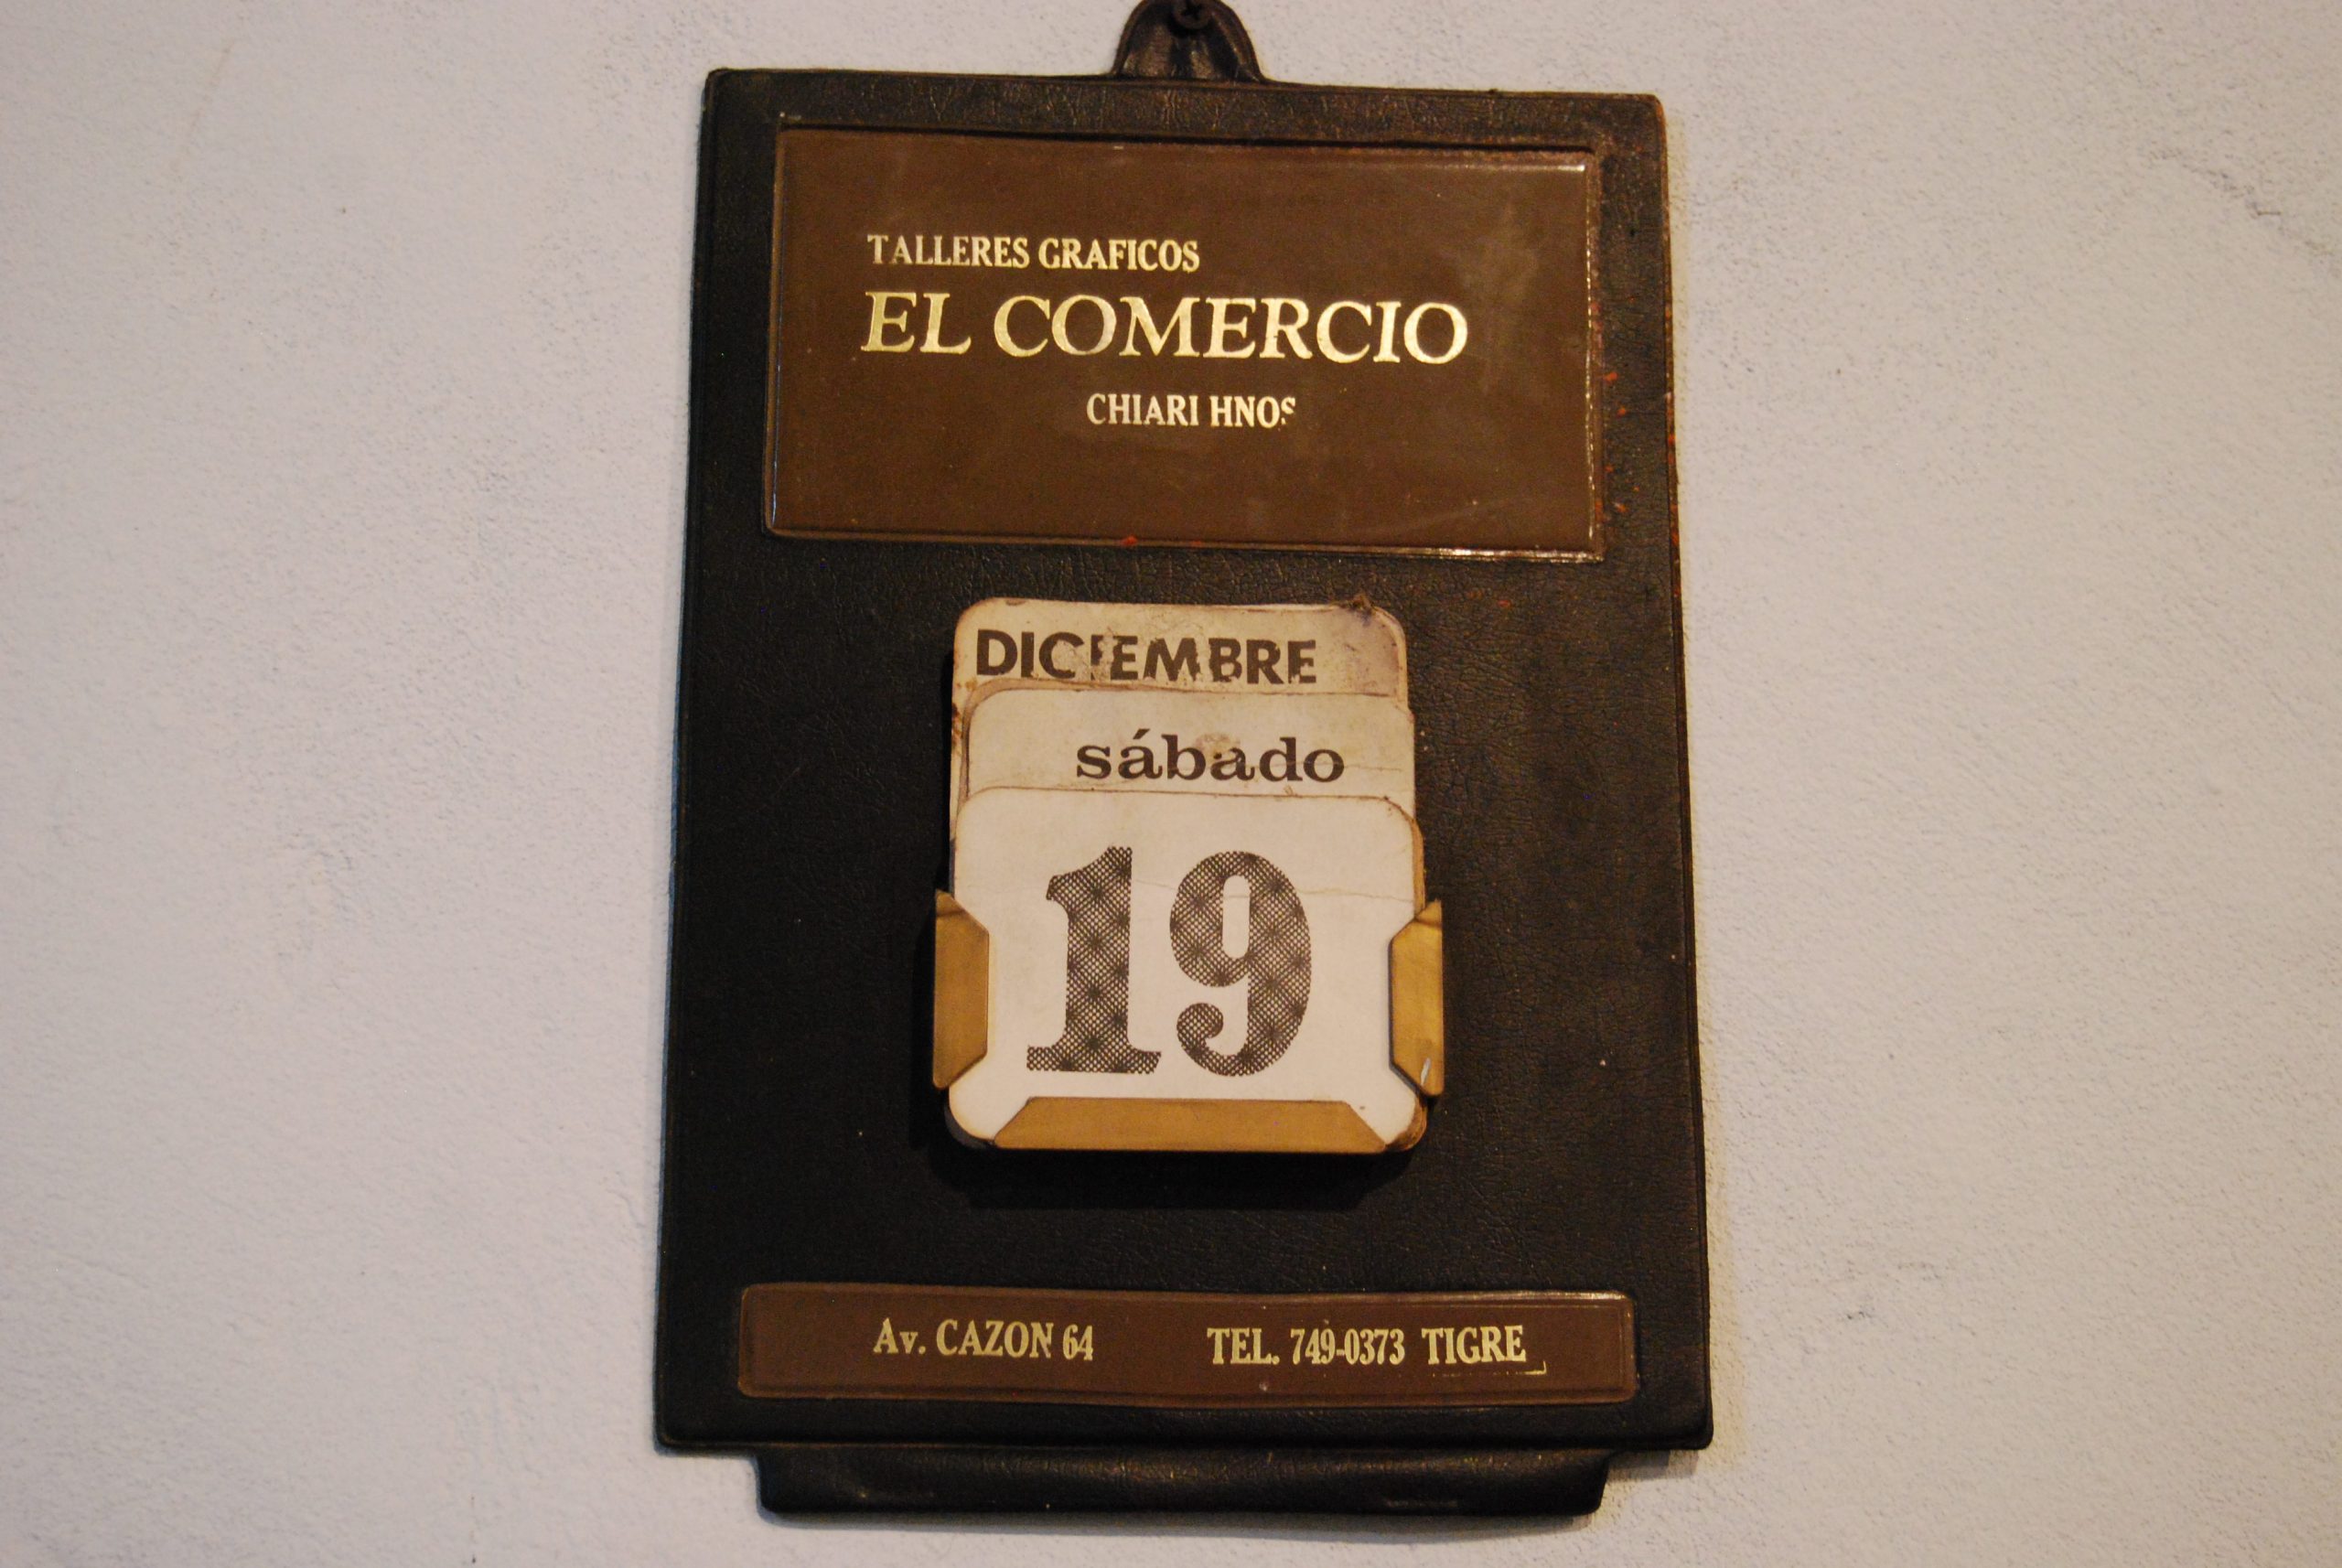 TALLERES GRAFICOS
EL COMERCIO
CHIARI HNOS
DICIEMBRE
sábado
19
Av. CAZON 64 TEL. 749-0373 TIGRE